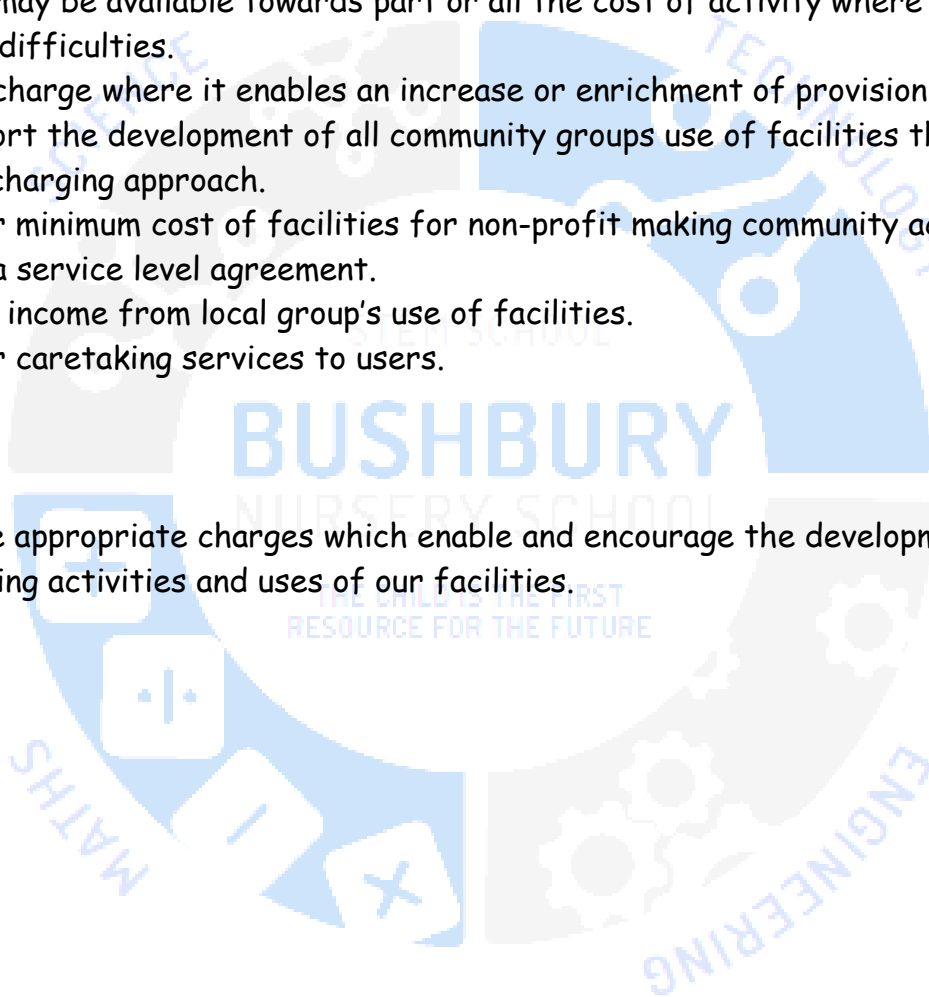 may be available towards part or all the cost of activity where
difficulties.
charge where it enables an increase or enrichment of provision
ort the development of all community groups use of facilities th
charging approach.
r minimum cost of facilities for non-profit making community ac
a service level agreement.
income from local group's use of facilities.
r caretaking services to users.
e appropriate charges which enable and encourage the developm
ing activities and uses of our facilities.
SCIENCE
TECHNOLOGY
STEM SCHOOL
BUSHBURY
NURSERY SCHOOL
THE CHILD IS THE FIRST
RESOURCE FOR THE FUTURE
MATHS
ENGINEERING